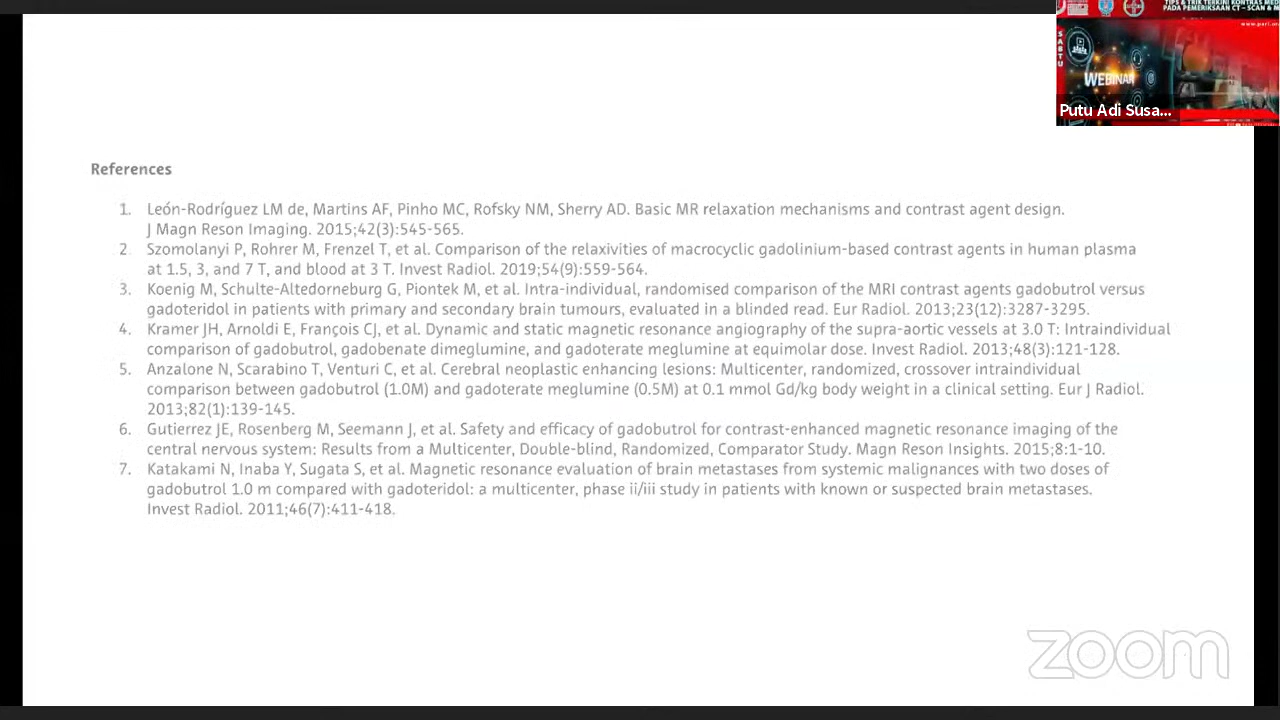 TIPS & TRIK TERKINI KONTRAS MED
PADA PEMERIKSAAN CT - SCAN & M
SABTU
WEBINAR
Putu Adi Susa...
References
1. León-Rodríguez LM de, Martins AF, Pinho MC, Rofsky NM, Sherry AD. Basic MR relaxation mechanisms and contrast agent design.
J Magn Reson Imaging. 2015;42(3):545-565.
2. Szomolanyi P, Rohrer M, Frenzel T, et al. Comparison of the relaxivities of macrocyclic gadolinium-based contrast agents in human plasma
at 1.5, 3, and 7 T, and blood at 3 T. Invest Radiol. 2019;54(9):559-564.
3. Koenig M, Schulte-Altedorneburg G, Piontek M, et al. Intra-individual, randomised comparison of the MRI contrast agents gadobutrol versus
gadoteridol in patients with primary and secondary brain tumours, evaluated in a blinded read. Eur Radiol. 2013;23(12):3287-3295.
4. Kramer JH, Arnoldi E, François CJ, et al. Dynamic and static magnetic resonance angiography of the supra-aortic vessels at 3.0 T: Intraindividual
comparison of gadobutrol, gadobenate dimeglumine, and gadoterate meglumine at equimolar dose. Invest Radiol. 2013;48(3):121-128.
5. Anzalone N, Scarabino T, Venturi C, et al. Cerebral neoplastic enhancing lesions: Multicenter, randomized, crossover intraindividual
comparison between gadobutrol (1.0M) and gadoterate meglumine (0.5M) at 0.1 mmol Gd/kg body weight in a clinical setting. Eur J Radiol.
2013;82(1):139-145.
6. Gutierrez JE, Rosenberg M, Seemann J, et al. Safety and efficacy of gadobutrol for contrast-enhanced magnetic resonance imaging of the
central nervous system: Results from a Multicenter, Double-blind, Randomized, Comparator Study. Magn Reson Insights. 2015;8:1-10.
7. Katakami N, Inaba Y, Sugata S, et al. Magnetic resonance evaluation of brain metastases from systemic malignances with two doses of
gadobutrol 1.0 m compared with gadoteridol: a multicenter, phase ii/iii study in patients with known or suspected brain metastases.
Invest Radiol. 2011;46(7):411-418.
zoom